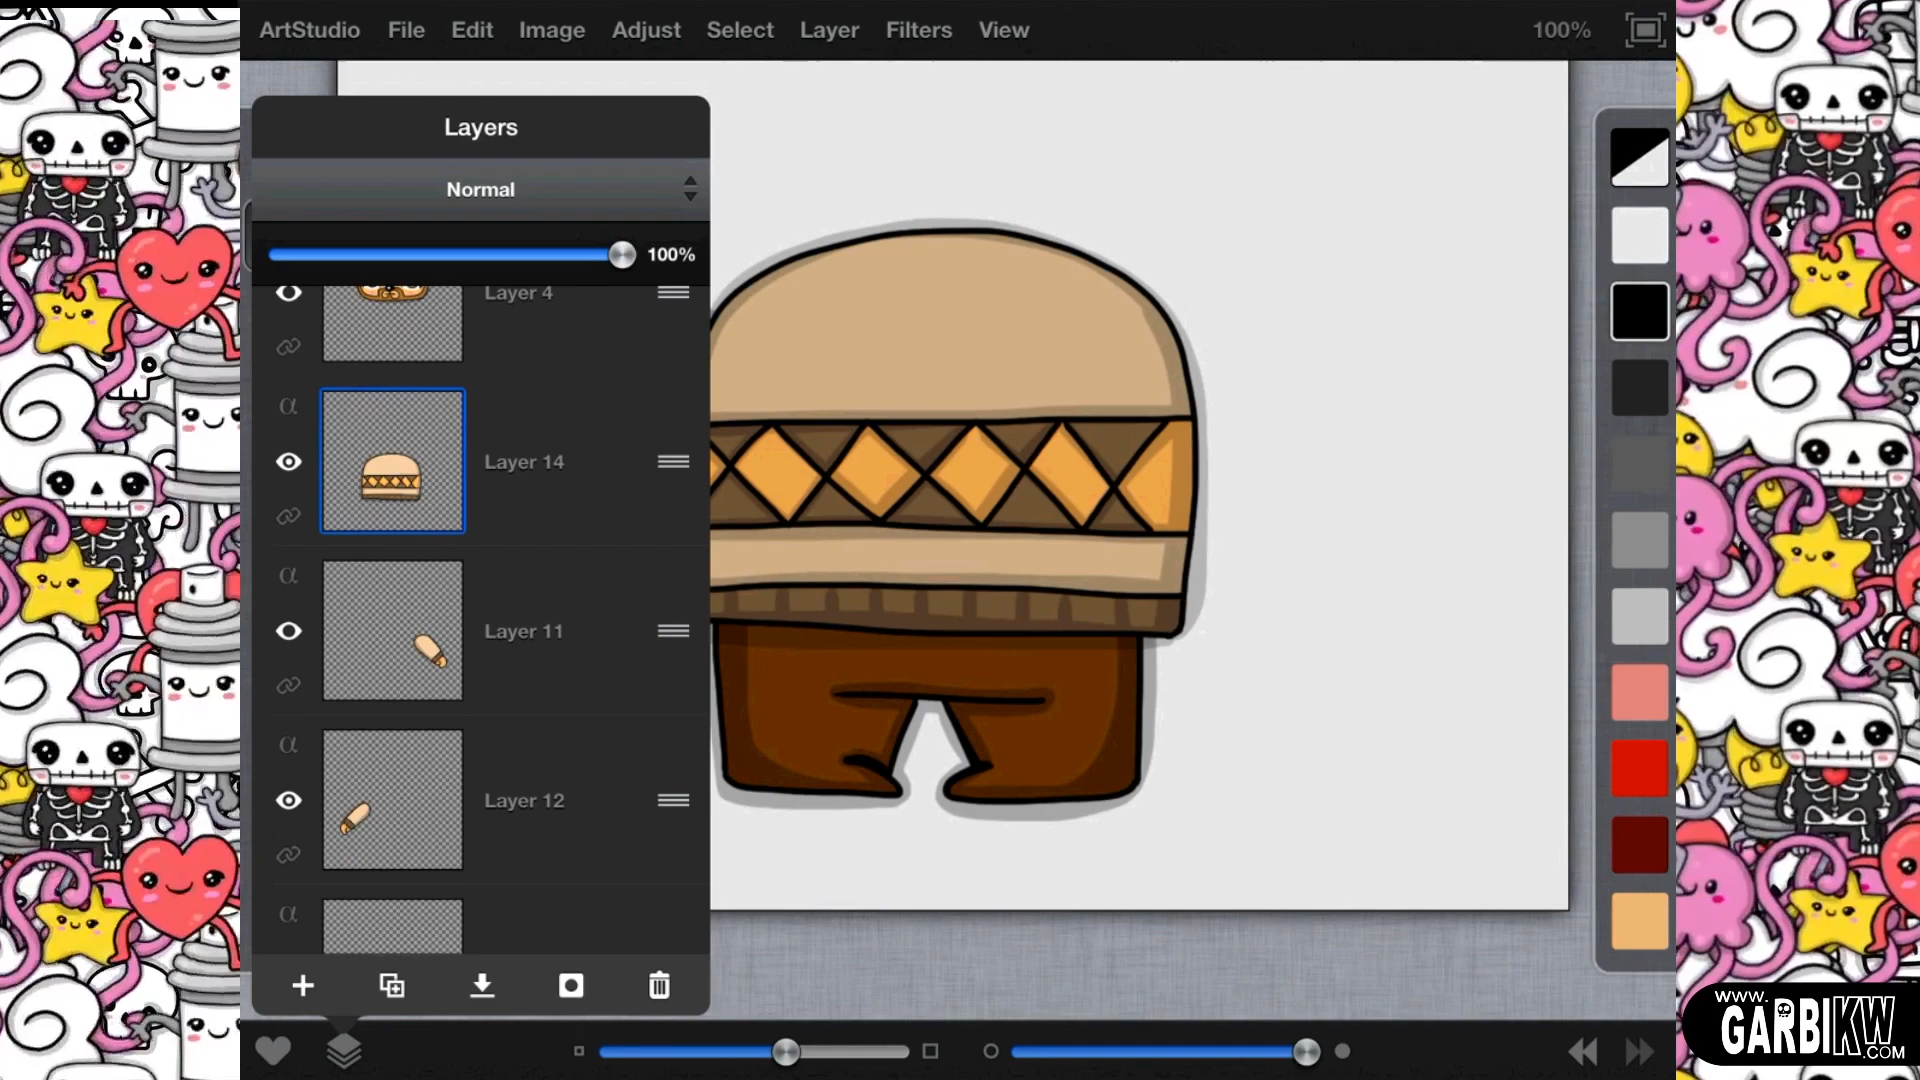 ArtStudio File Edit Image Adjust Select Layer Filters View 100%
Layers
Normal
100%
Layer 4
α
Layer 14
α
Layer 11
α
Layer 12
α
WWW.
GARBIKW
.COM